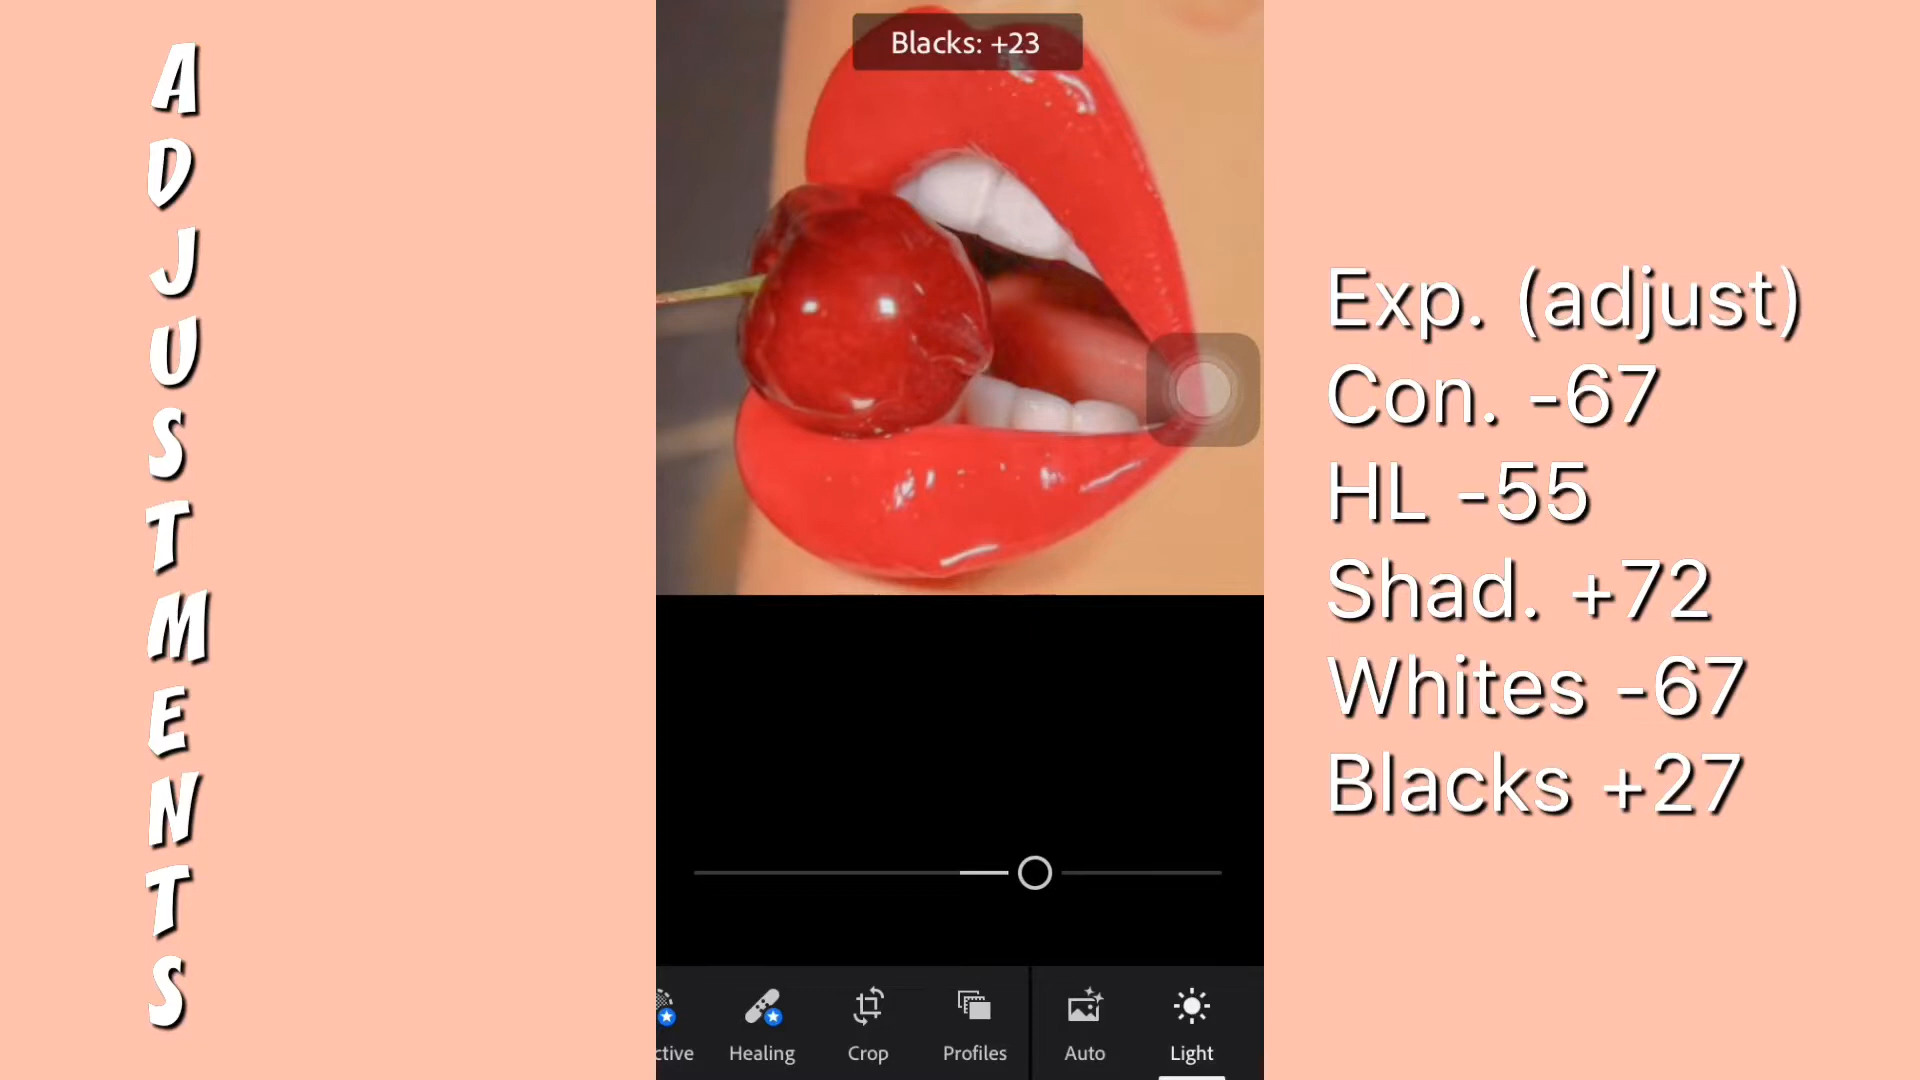 ADJUSTMENTS
Blacks: +23
Exp. (adjust)
Con. -67
HL -55
Shad. +72
Whites -67
Blacks +27
ctive Healing Crop Profiles Auto Light